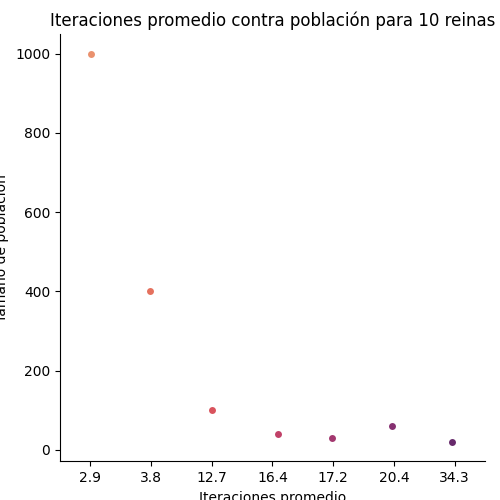 Iteraciones promedio contra población para 10 reinas
1000
800
600
400
200
0
Tamaño de población
2.9 3.8 12.7 16.4 17.2 20.4 34.3
Iteraciones promedio